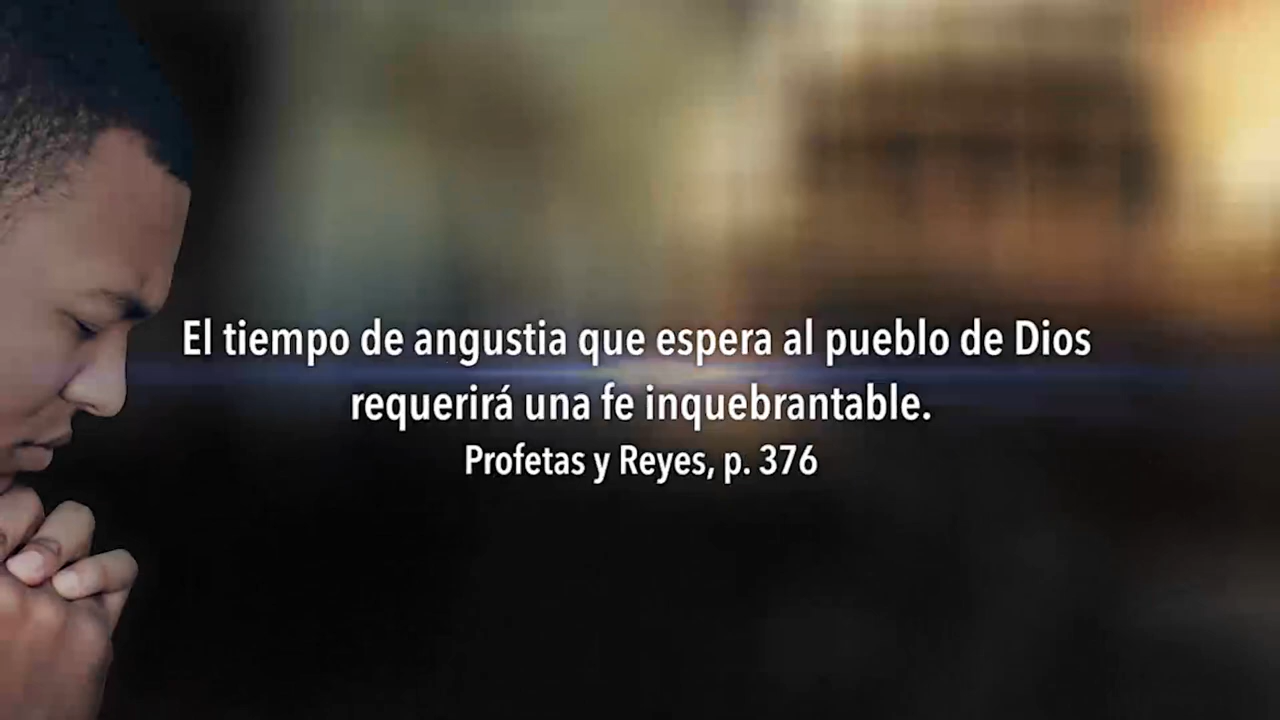 El tiempo de angustia que espera al pueblo de Dios
requerirá una fe inquebrantable.
Profetas y Reyes, p. 376